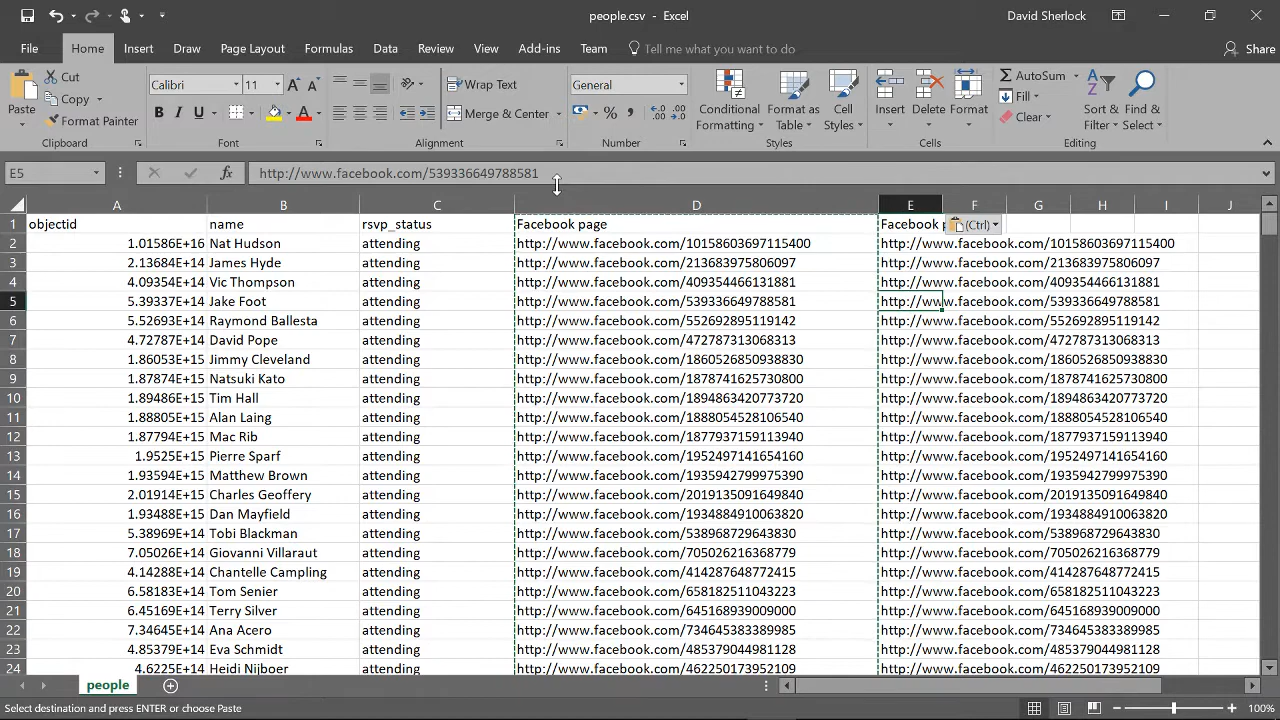 people.csv - Excel
David Sherlock
File Home Insert Draw Page Layout Formulas Data Review View Add-ins Team Tell me what you want to do Share
Paste Cut Copy Format Painter
Calibri 11
B I U A A A
Wrap Text
Merge & Center
General
% , .0 .00 .00 .0
Conditional Formatting Format as Table Cell Styles
Insert Delete Format
AutoSum Fill Clear
Sort & Filter Find & Select
Clipboard Font Alignment Number Styles Cells Editing
E5 fx http://www.facebook.com/539336649788581
A B C D E F G H I J
1 objectid name rsvp_status Facebook page Facebook p (Ctrl)
2 1.01586E+16 Nat Hudson attending http://www.facebook.com/10158603697115400 http://www.facebook.com/10158603697115400
3 2.13684E+14 James Hyde attending http://www.facebook.com/213683975806097 http://www.facebook.com/213683975806097
4 4.09354E+14 Vic Thompson attending http://www.facebook.com/409354466131881 http://www.facebook.com/409354466131881
5 5.39337E+14 Jake Foot attending http://www.facebook.com/539336649788581 http://www.facebook.com/539336649788581
6 5.52693E+14 Raymond Ballesta attending http://www.facebook.com/552692895119142 http://www.facebook.com/552692895119142
7 4.72787E+14 David Pope attending http://www.facebook.com/472787313068313 http://www.facebook.com/472787313068313
8 1.86053E+15 Jimmy Cleveland attending http://www.facebook.com/1860526850938830 http://www.facebook.com/1860526850938830
9 1.87874E+15 Natsuki Kato attending http://www.facebook.com/1878741625730800 http://www.facebook.com/1878741625730800
10 1.89486E+15 Tim Hall attending http://www.facebook.com/1894863420773720 http://www.facebook.com/1894863420773720
11 1.88805E+15 Alan Laing attending http://www.facebook.com/1888054528106540 http://www.facebook.com/1888054528106540
12 1.87794E+15 Mac Rib attending http://www.facebook.com/1877937159113940 http://www.facebook.com/1877937159113940
13 1.9525E+15 Pierre Sparf attending http://www.facebook.com/1952497141654160 http://www.facebook.com/1952497141654160
14 1.93594E+15 Matthew Brown attending http://www.facebook.com/1935942799975390 http://www.facebook.com/1935942799975390
15 2.01914E+15 Charles Geoffery attending http://www.facebook.com/2019135091649840 http://www.facebook.com/2019135091649840
16 1.93488E+15 Dan Mayfield attending http://www.facebook.com/1934884910063820 http://www.facebook.com/1934884910063820
17 5.38969E+14 Tobi Blackman attending http://www.facebook.com/538968729643830 http://www.facebook.com/538968729643830
18 7.05026E+14 Giovanni Villaraut attending http://www.facebook.com/705026216368779 http://www.facebook.com/705026216368779
19 4.14288E+14 Chantelle Campling attending http://www.facebook.com/414287648772415 http://www.facebook.com/414287648772415
20 6.58183E+14 Tom Senier attending http://www.facebook.com/658182511043223 http://www.facebook.com/658182511043223
21 6.45169E+14 Terry Silver attending http://www.facebook.com/645168939009000 http://www.facebook.com/645168939009000
22 7.34645E+14 Ana Acero attending http://www.facebook.com/734645383389985 http://www.facebook.com/734645383389985
23 4.85379E+14 Eva Schmidt attending http://www.facebook.com/485379044981128 http://www.facebook.com/485379044981128
24 4.6225E+14 Heidi Nijboer attending http://www.facebook.com/462250173952109 http://www.facebook.com/462250173952109
people
Select destination and press ENTER or choose Paste
100%